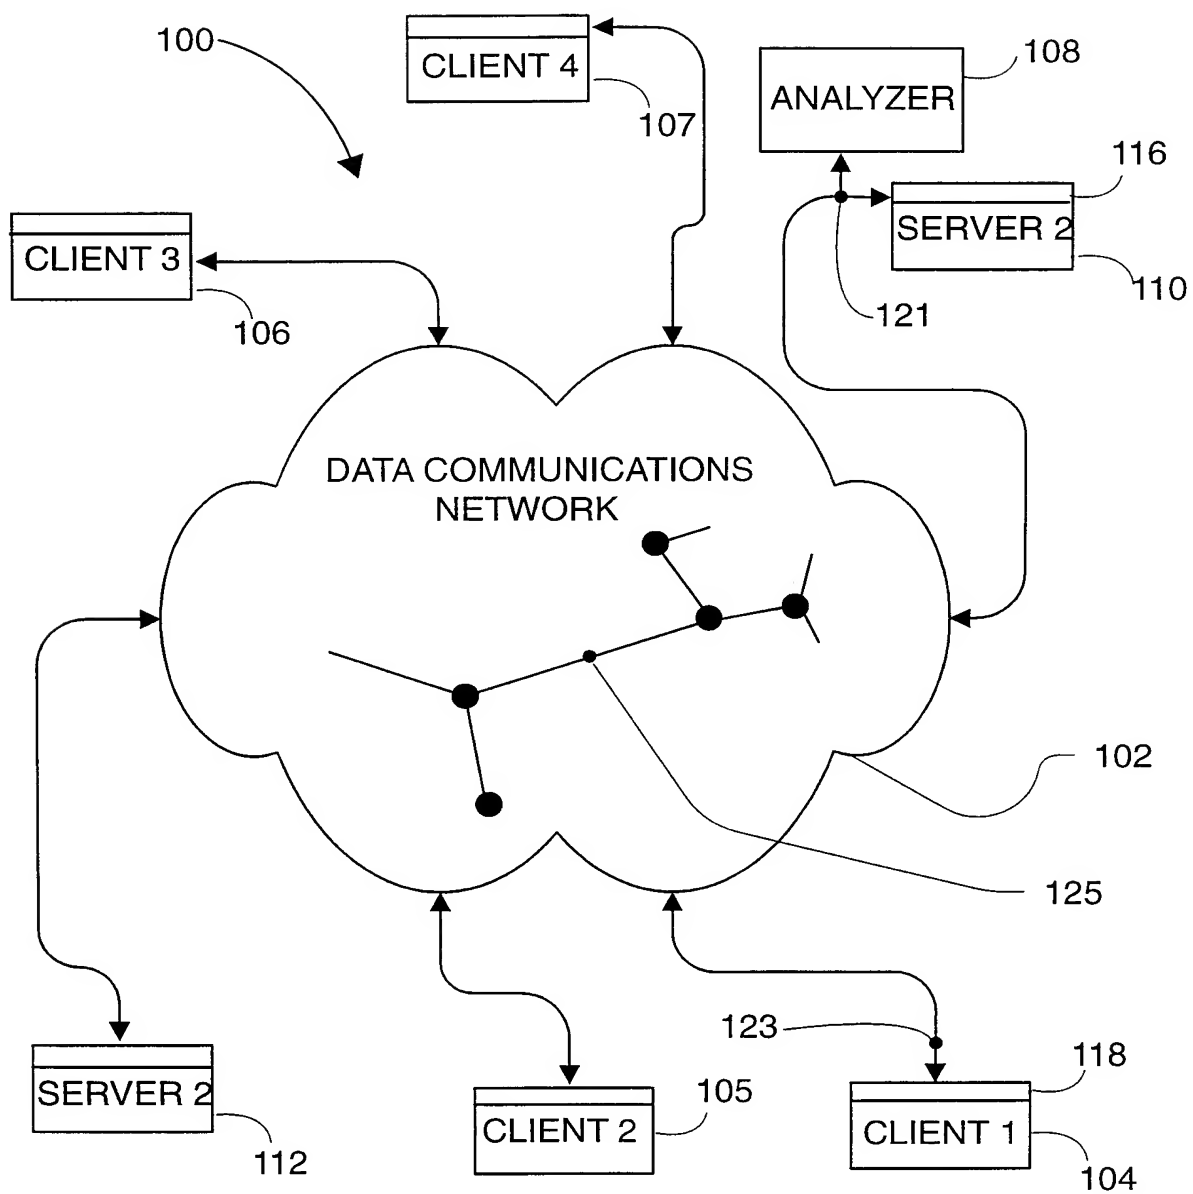 100
CLIENT 4
107
ANALYZER
108
116
SERVER 2
110
121
CLIENT 3
106
DATA COMMUNICATIONS
NETWORK
102
125
123
SERVER 2
112
CLIENT 2
105
118
CLIENT 1
104